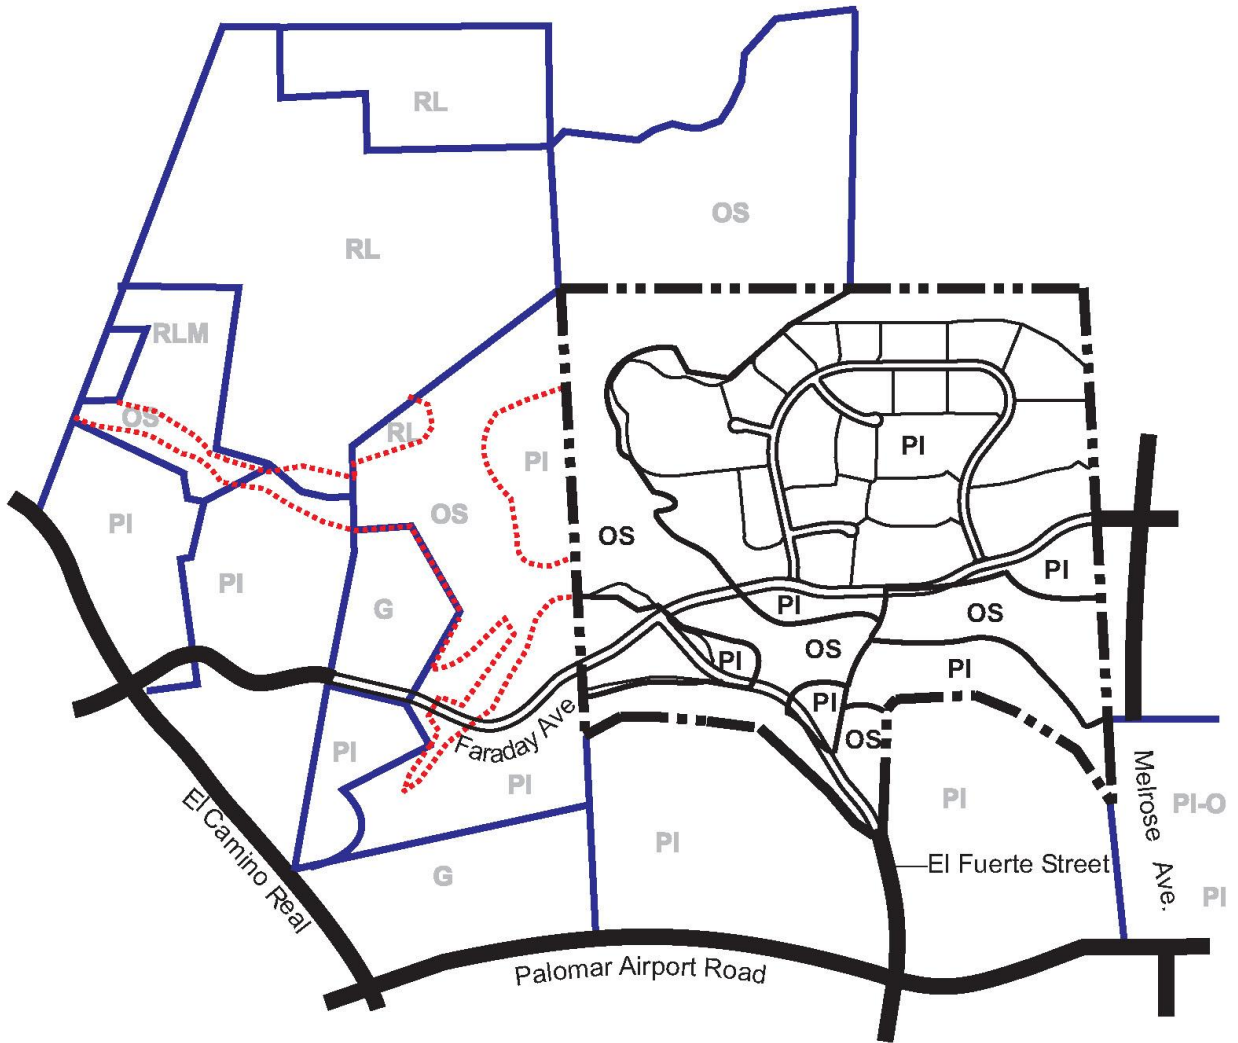 RL
OS
RL
RLM
OS
RL
PI
PI
OS
PI
OS
PI
PI
G
PI
OS
PI
OS
PI
PI
PI
OS
Faraday Ave
PI
PI
El Camino Real
PI
PI
Melrose Ave.
PI-O
G
El Fuerte Street
PI
Palomar Airport Road